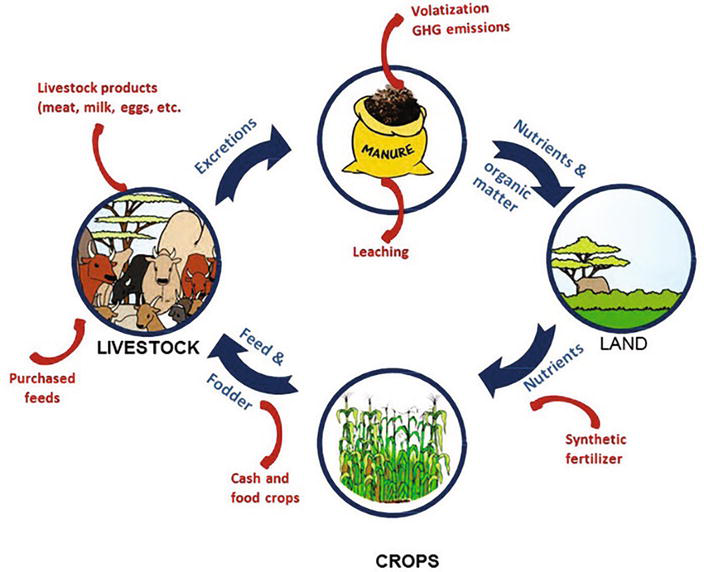 Volatization
GHG emissions
Livestock products
(meat, milk, eggs, etc.
Excretions
MANURE
Nutrients &
organic
matter
Leaching
LIVESTOCK
LAND
Purchased
feeds
Feed &
Fodder
Nutrients
Cash and
food crops
Synthetic
fertilizer
CROPS